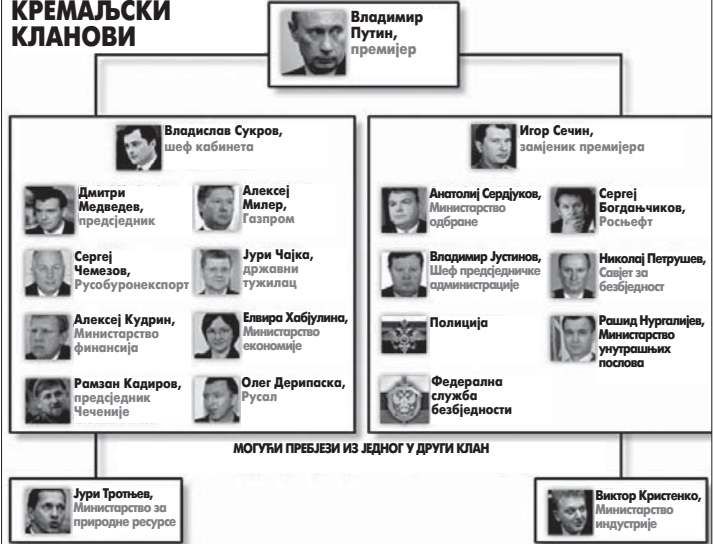 КРЕМАЉСКИ
КЛАНОВИ
Владимир
Путин,
премијер
Владислав Сукров,
шеф кабинета
Дмитри
Медведев,
предсједник
Алексеј
Милер,
Газпром
Сергеј
Чемезов,
Русобуронекспорт
Јури Чајка,
државни
тужилац
Алексеј Кудрин,
Министарство
финансија
Елвира Хабјулина,
Министарство
економије
Рамзан Кадиров,
предсједник
Чеченије
Олег Дерипаска,
Русал
Игор Сечин,
замјеник премијера
Анатолиј Сердјуков,
Министарство
одбране
Сергеј
Богдањчиков,
Росњефт
Владимир Јустинов,
Шеф предсједничке
администрације
Николај Петрушев,
Савјет за
безбједност
Полиција
Рашид Нургалијев,
Министарство
унутрашњих
послова
Федерална
служба
безбједности
МОГУЋИ ПРЕБЈЕЗИ ИЗ ЈЕДНОГ У ДРУГИ КЛАН
Јури Тротњев,
Министарство за
природне ресурсе
Виктор Кристенко,
Министарство
индустрије